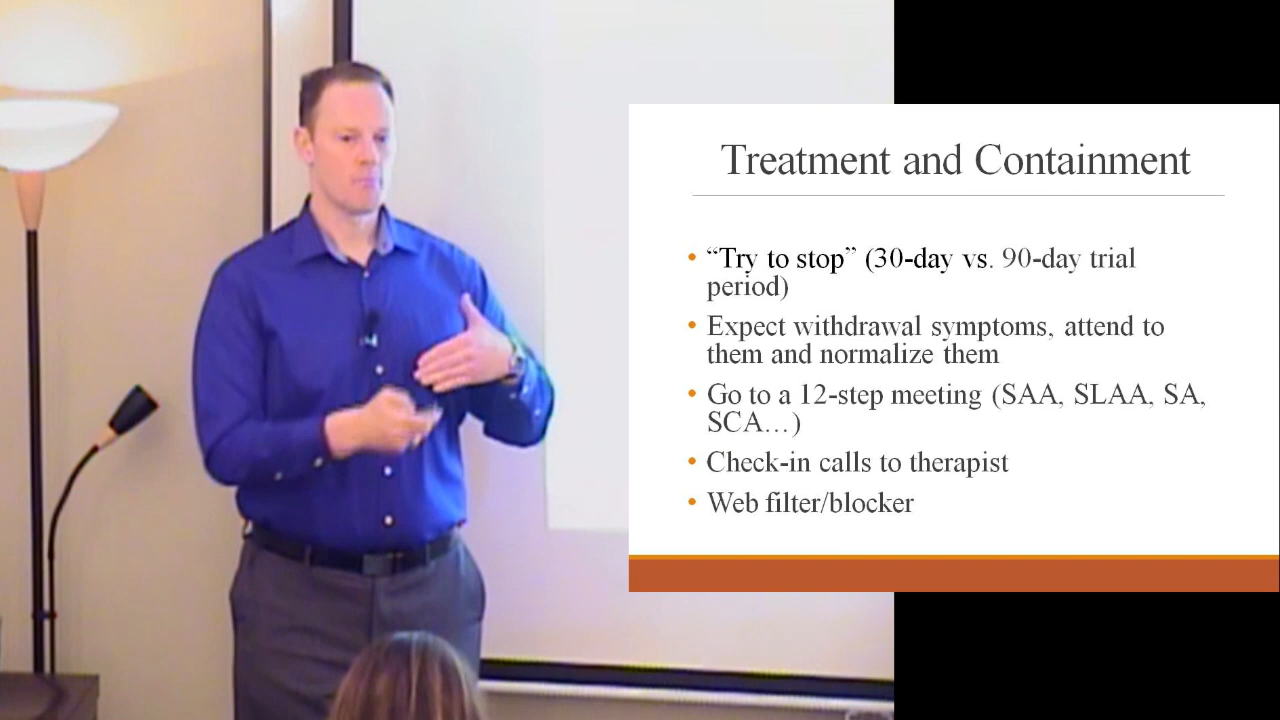 Treatment and Containment
• “Try to stop” (30-day vs. 90-day trial
period)
• Expect withdrawal symptoms, attend to
them and normalize them
• Go to a 12-step meeting (SAA, SLAA, SA,
SCA…)
• Check-in calls to therapist
• Web filter/blocker